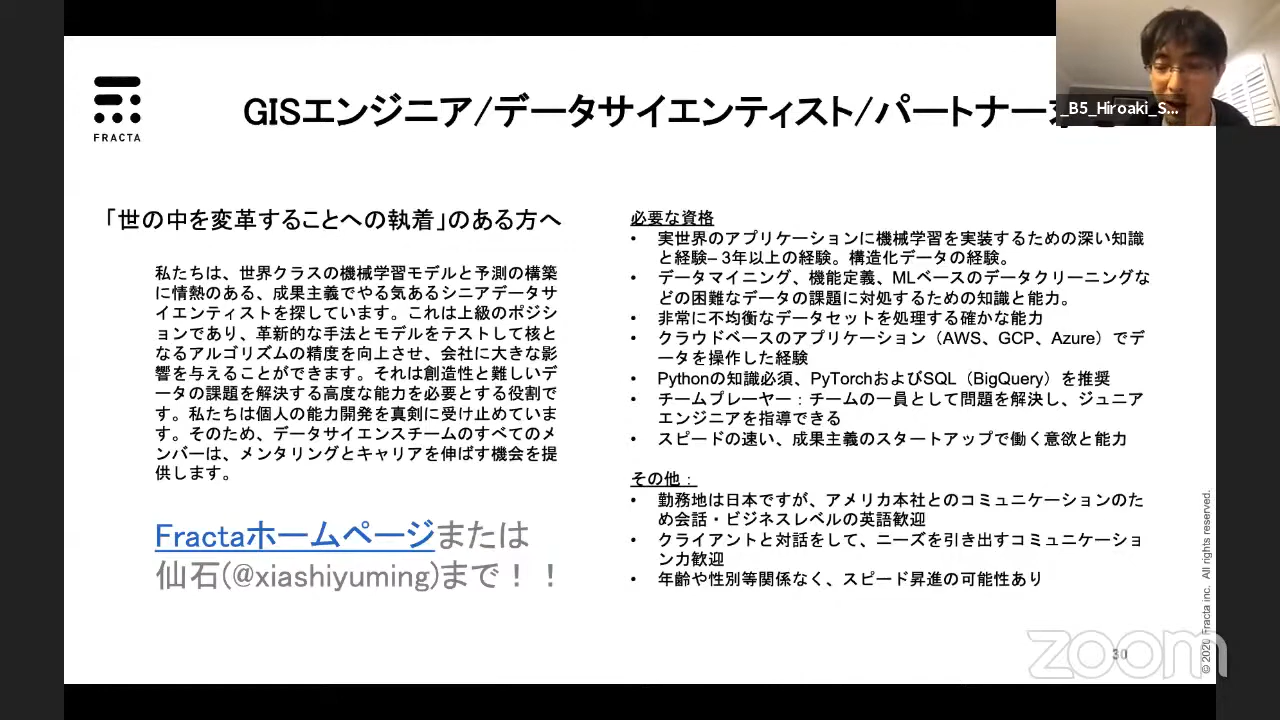 FRACTA
GISエンジニア/データサイエンティスト/パートナー
_B5_Hiroaki_S...
「世の中を変革することへの執着」のある方へ
私たちは、世界クラスの機械学習モデルと予測の構築
に情熱のある、成果主義でやる気あるシニアデータサ
イエンティストを探しています。これは上級のポジシ
ョンであり、革新的な手法とモデルをテストして核と
なるアルゴリズムの精度を向上させ、会社に大きな影
響を与えることができます。それは創造性と難しいデ
ータの課題を解決する高度な能力を必要とする役割で
す。私たちは個人の能力開発を真剣に受け止めていま
す。そのため、データサイエンスチームのすべてのメ
ンバーは、メンタリングとキャリアを伸ばす機会を提
供します。
Fractaホームページまたは
仙石(@xiashiyuming)まで！！
必要な資格
• 実世界のアプリケーションに機械学習を実装するための深い知識
と経験– 3年以上の経験。構造化データの経験。
• データマイニング、機能定義、MLベースのデータクリーニングな
どの困難なデータの課題に対処するための知識と能力。
• 非常に不均衡なデータセットを処理する確かな能力
• クラウドベースのアプリケーション（AWS、GCP、Azure）でデ
ータを操作した経験
• Pythonの知識必須、PyTorchおよびSQL（BigQuery）を推奨
• チームプレーヤー：チームの一員として問題を解決し、ジュニア
エンジニアを指導できる
• スピードの速い、成果主義のスタートアップで働く意欲と能力
その他：
• 勤務地は日本ですが、アメリカ本社とのコミュニケーションのた
め会話・ビジネスレベルの英語歓迎
• クライアントと対話をして、ニーズを引き出すコミュニケーショ
ン力歓迎
• 年齢や性別等関係なく、スピード昇進の可能性あり
© 2020 Fracta inc. All rights reserved.
30
zoom